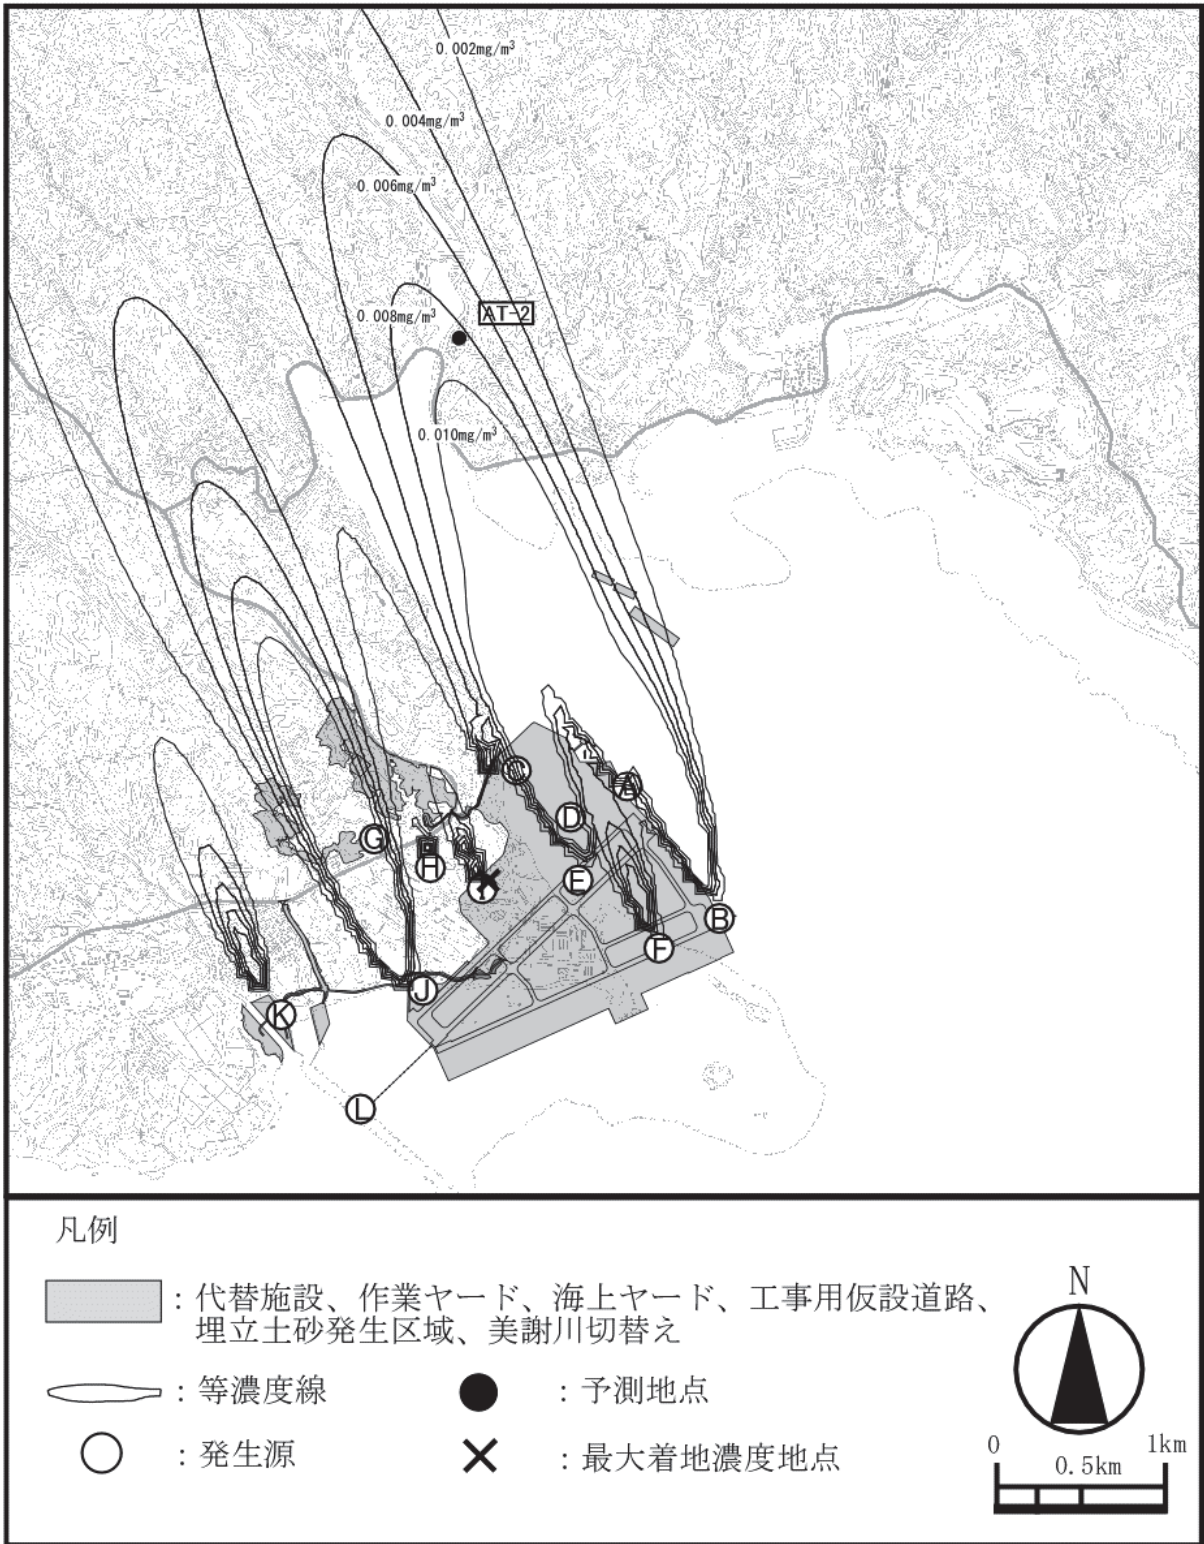 0.002mg/m³
0.004mg/m³
0.006mg/m³
AT-2
0.008mg/m³
0.010mg/m³
C
A
D
G
H
E
I
B
F
J
K
L
凡例
：代替施設、作業ヤード、海上ヤード、工事用仮設道路、
埋立土砂発生区域、美謝川切替え
：等濃度線
：予測地点
：発生源
：最大着地濃度地点
N
0
1km
0.5km